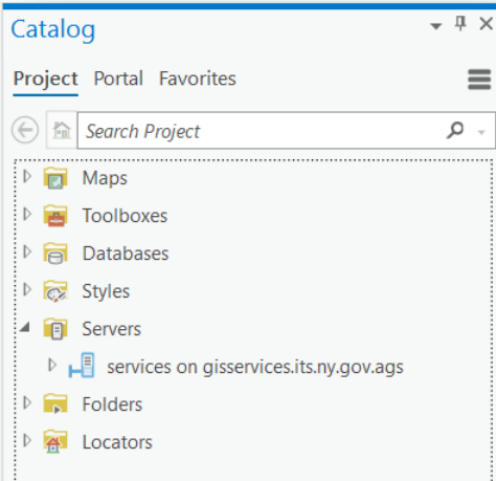 Catalog
Project Portal Favorites
Search Project
Maps
Toolboxes
Databases
Styles
Servers
services on gisservices.its.ny.gov.ags
Folders
Locators